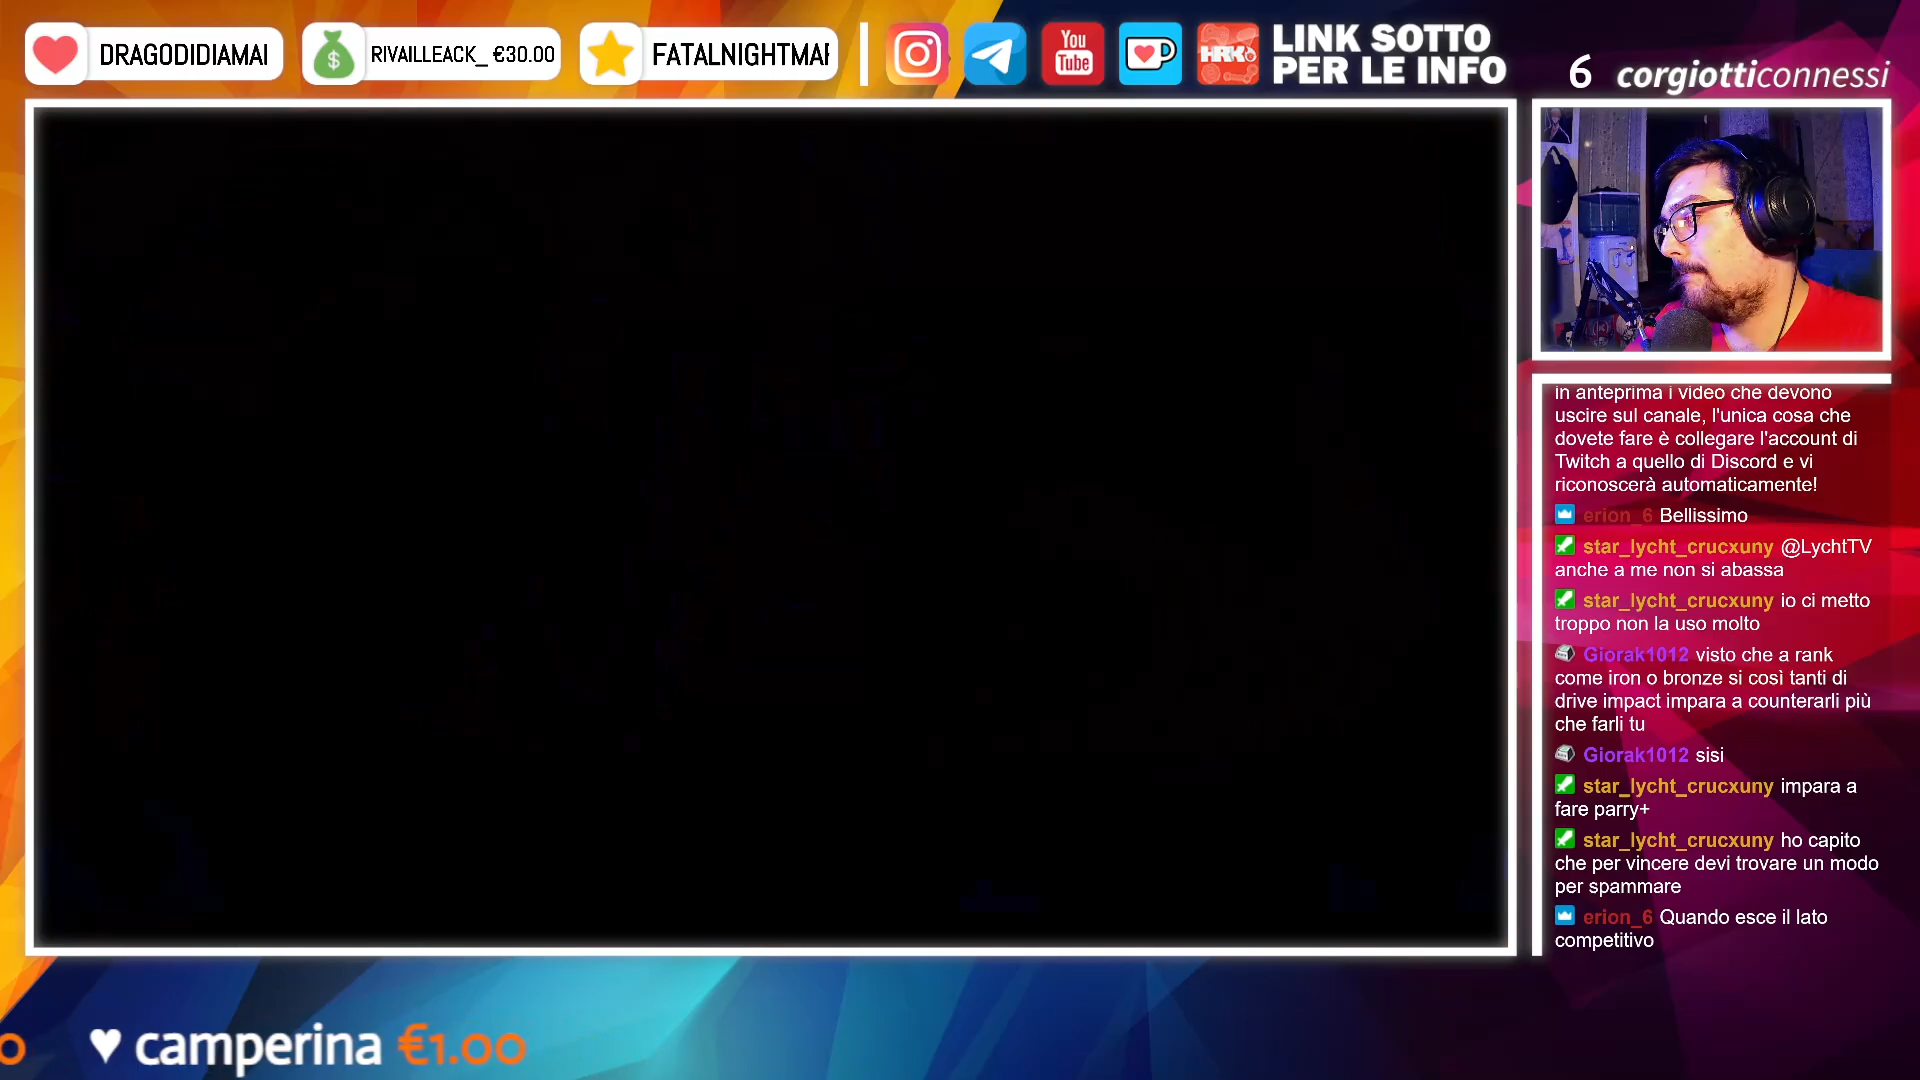 DRAGODIDIAMAI
RIVAILLEACK_ €30.00
FATALNIGHTMAR
You
Tube
HRK
LINK SOTTO
PER LE INFO
6 corgiotticonnessi
in anteprima i video che devono
uscire sul canale, l'unica cosa che
dovete fare è collegare l'account di
Twitch a quello di Discord e vi
riconoscerà automaticamente!
erion_6 Bellissimo
star_lycht_crucxuny @LychtTV
anche a me non si abassa
star_lycht_crucxuny io ci metto
troppo non la uso molto
Giorak1012 visto che a rank
come iron o bronze si così tanti di
drive impact impara a counterarli più
che farli tu
Giorak1012 sisi
star_lycht_crucxuny impara a
fare parry+
star_lycht_crucxuny ho capito
che per vincere devi trovare un modo
per spammare
erion_6 Quando esce il lato
competitivo
0 ♥ camperina €1.00